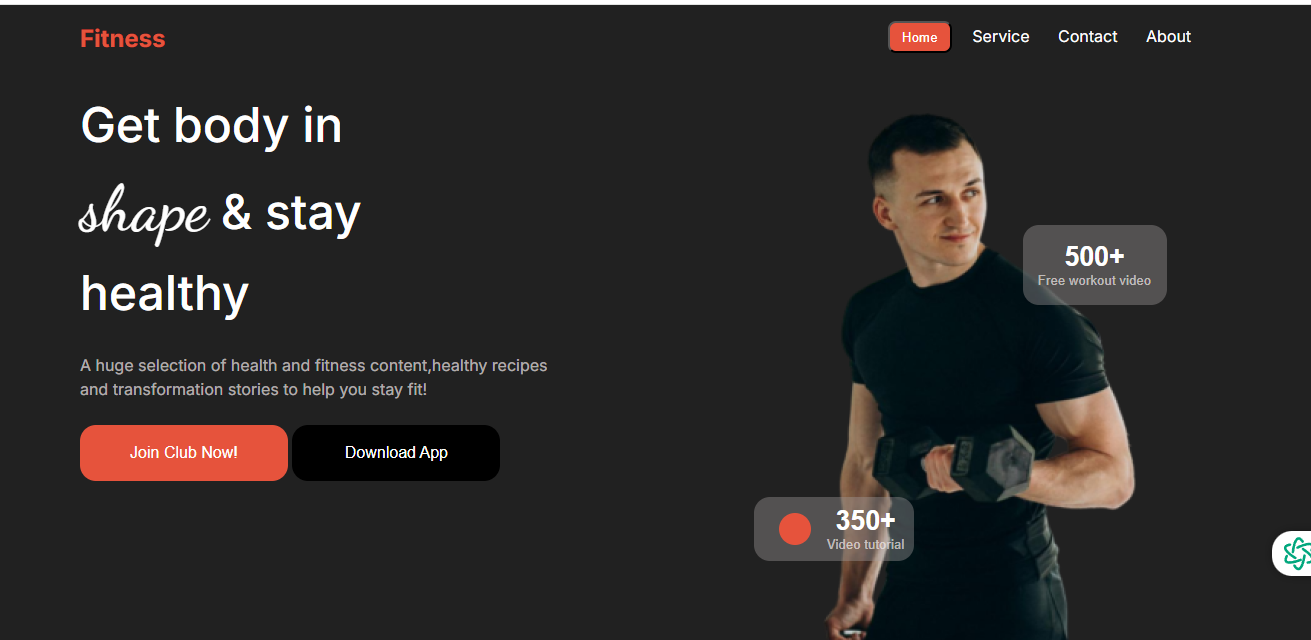 Fitness
Home Service Contact About
Get body in
shape & stay
healthy
500+
Free workout video
A huge selection of health and fitness content,healthy recipes
and transformation stories to help you stay fit!
Join Club Now! Download App
350+
Video tutorial